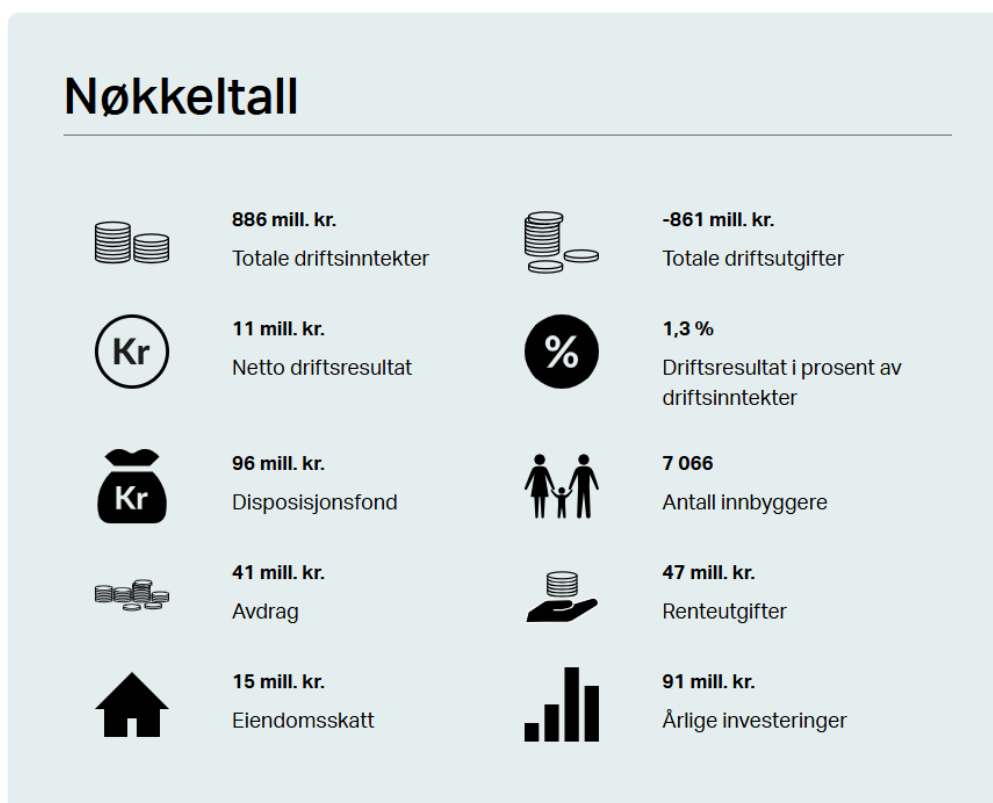 Nøkkeltall
886 mill. kr.
Totale driftsinntekter
-861 mill. kr.
Totale driftsutgifter
Kr
11 mill. kr.
Netto driftsresultat
%
1,3 %
Driftsresultat i prosent av
driftsinntekter
Kr
96 mill. kr.
Disposisjonsfond
7 066
Antall innbyggere
41 mill. kr.
Avdrag
47 mill. kr.
Renteutgifter
15 mill. kr.
Eiendomsskatt
91 mill. kr.
Årlige investeringer